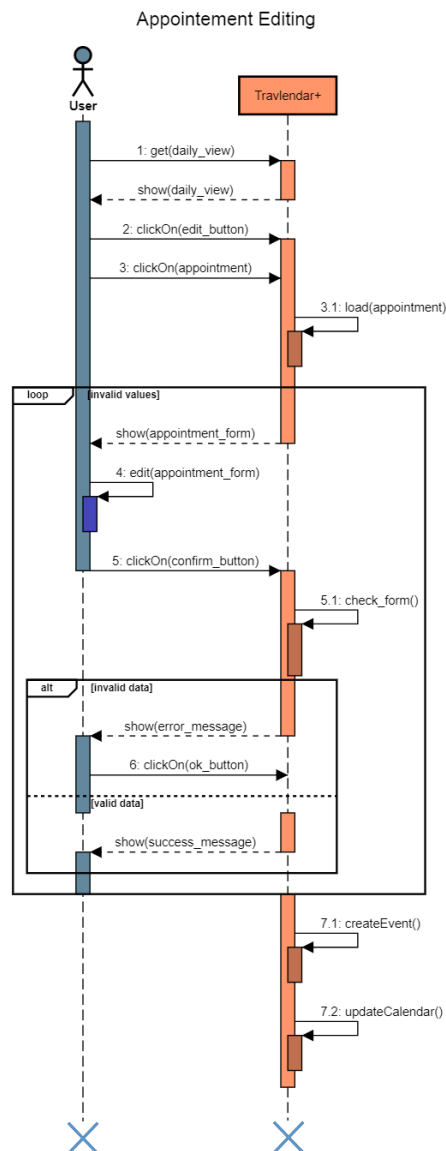 Appointement Editing
User
Travlendar+
1: get(daily_view)
show(daily_view)
2: clickOn(edit_button)
3: clickOn(appointment)
3.1: load(appointment)
loop
[invalid values]
show(appointment_form)
4: edit(appointment_form)
5: clickOn(confirm_button)
5.1: check_form()
alt
[invalid data]
show(error_message)
6: clickOn(ok_button)
[valid data]
show(success_message)
7.1: createEvent()
7.2: updateCalendar()